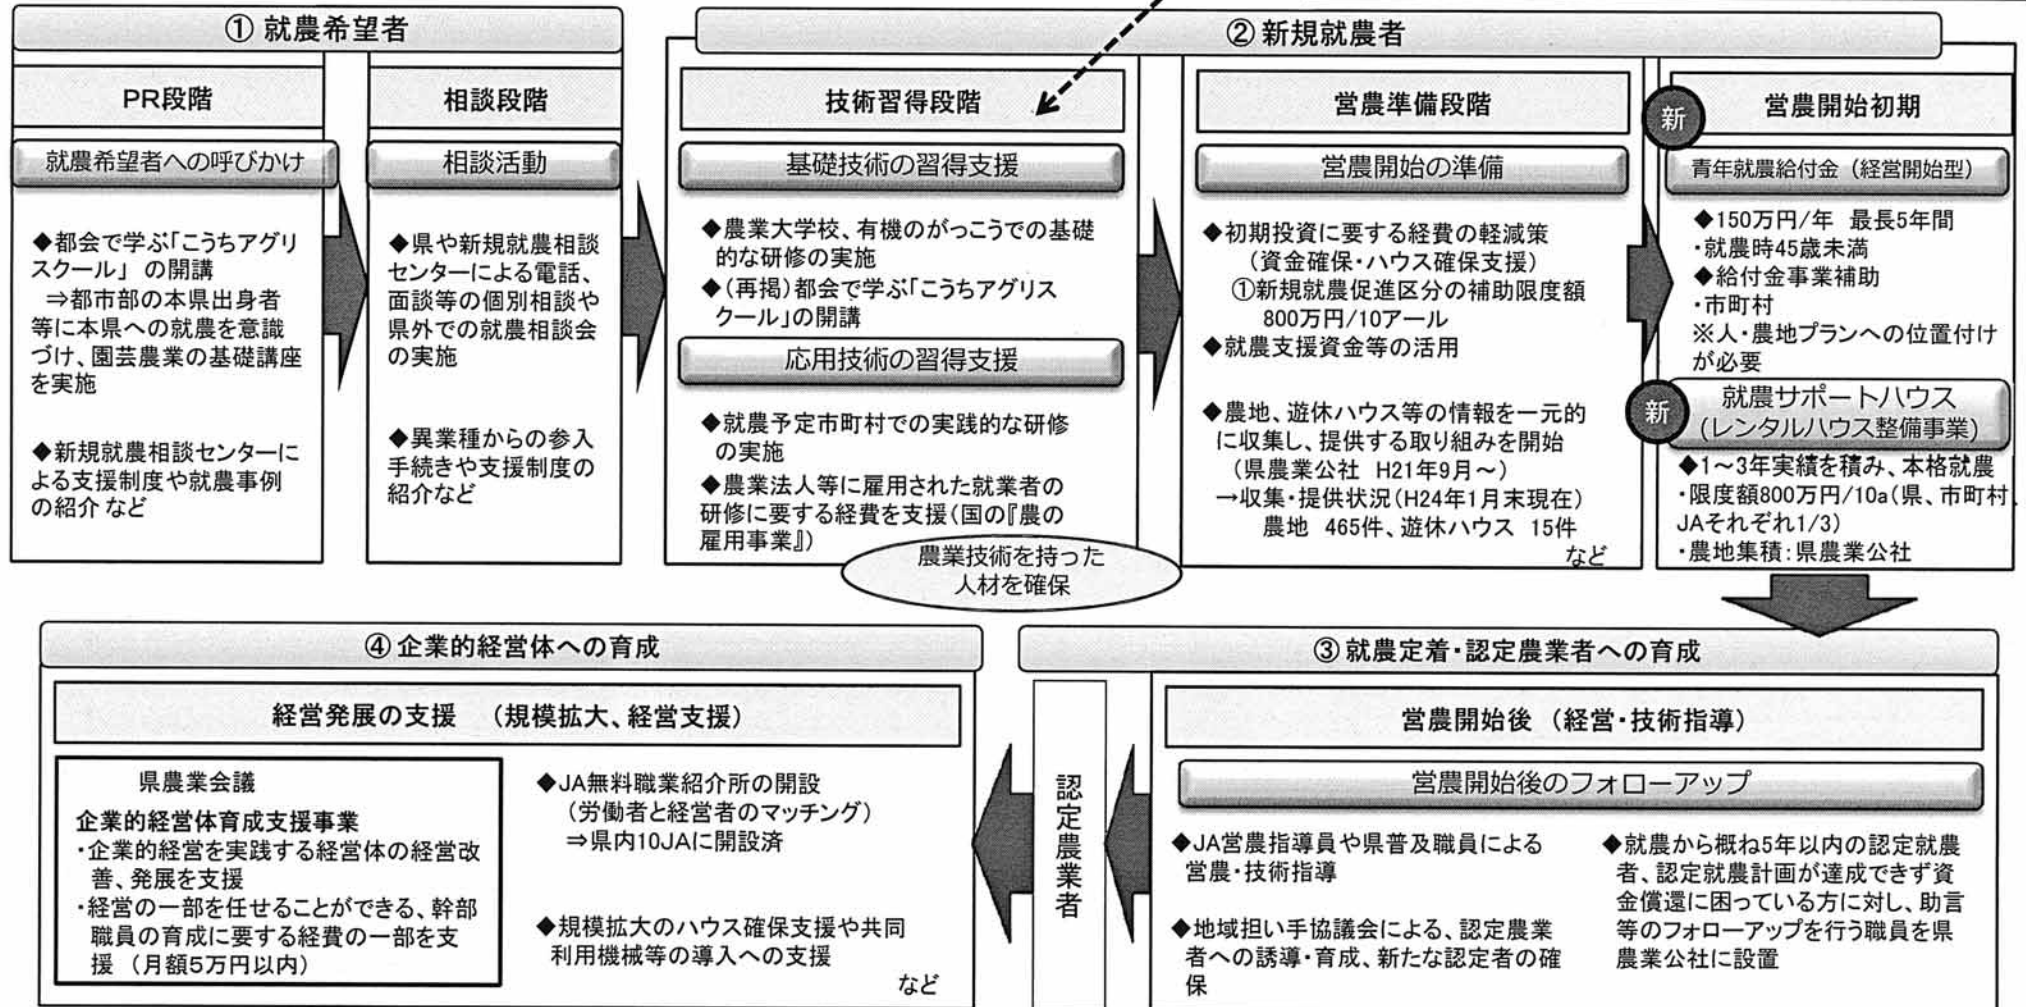 ① 就農希望者
PR段階
就農希望者への呼びかけ
◆都会で学ぶ「こうちアグリ
スクール」 の開講
⇒都市部の本県出身者
等に本県への就農を意識
づけ、園芸農業の基礎講座
を実施
◆新規就農相談センターに
よる支援制度や就農事例
の紹介 など
相談段階
相談活動
◆県や新規就農相談
センターによる電話、
面談等の個別相談や
県外での就農相談会
の実施
◆異業種からの参入
手続きや支援制度の
紹介など
② 新規就農者
技術習得段階
基礎技術の習得支援
◆農業大学校、有機のがっこうでの基礎
的な研修の実施
◆(再掲)都会で学ぶ「こうちアグリス
クール」の開講
応用技術の習得支援
◆就農予定市町村での実践的な研修
の実施
◆農業法人等に雇用された就業者の
研修に要する経費を支援(国の『農の
雇用事業』)
農業技術を持った
人材を確保
営農準備段階
営農開始の準備
◆初期投資に要する経費の軽減策
(資金確保・ハウス確保支援)
①新規就農促進区分の補助限度額
800万円/10アール
◆就農支援資金等の活用
◆農地、遊休ハウス等の情報を一元的
に収集し、提供する取り組みを開始
(県農業公社 H21年9月~)
→収集・提供状況(H24年1月末現在)
農地 465件、遊休ハウス 15件
など
新
営農開始初期
青年就農給付金(経営開始型)
◆150万円/年 最長5年間
・就農時45歳未満
◆給付金事業補助
・市町村
※人・農地プランへの位置付け
が必要
新
就農サポートハウス
(レンタルハウス整備事業)
◆1~3年実績を積み、本格就農
・限度額800万円/10a(県、市町村、
JAそれぞれ1/3)
・農地集積:県農業公社
③ 就農定着・認定農業者への育成
営農開始後 (経営・技術指導)
営農開始後のフォローアップ
◆JA営農指導員や県普及職員による
営農・技術指導
◆地域担い手協議会による、認定農業
者への誘導・育成、新たな認定者の確
保
◆就農から概ね5年以内の認定就農
者、認定就農計画が達成できず資
金償還に困っている方に対し、助言
等のフォローアップを行う職員を県
農業公社に設置
認定農業者
④ 企業的経営体への育成
経営発展の支援 (規模拡大、経営支援)
県農業会議
企業的経営体育成支援事業
・企業的経営を実践する経営体の経営改
善、発展を支援
・経営の一部を任せることができる、幹部
職員の育成に要する経費の一部を支
援 (月額5万円以内)
◆JA無料職業紹介所の開設
(労働者と経営者のマッチング)
⇒県内10JAに開設済
◆規模拡大のハウス確保支援や共同
利用機械等の導入への支援
など